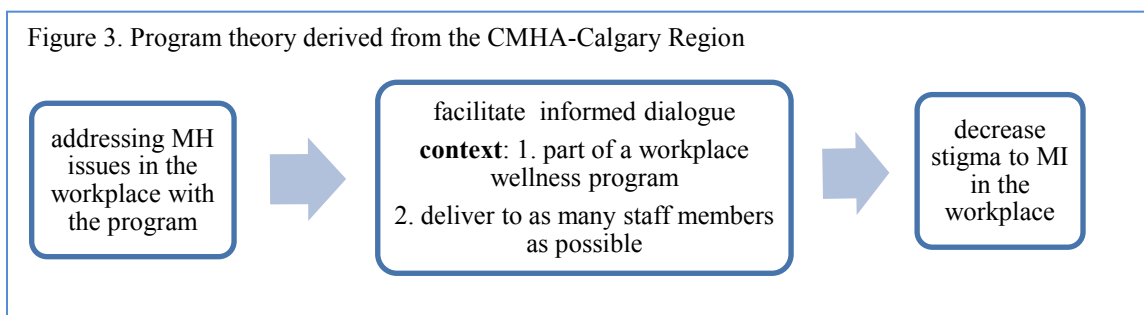 Figure 3. Program theory derived from the CMHA-Calgary Region
addressing MH
issues in the
workplace with
the program
facilitate informed dialogue
context: 1. part of a workplace
wellness program
2. deliver to as many staff members
as possible
decrease
stigma to MI
in the
workplace